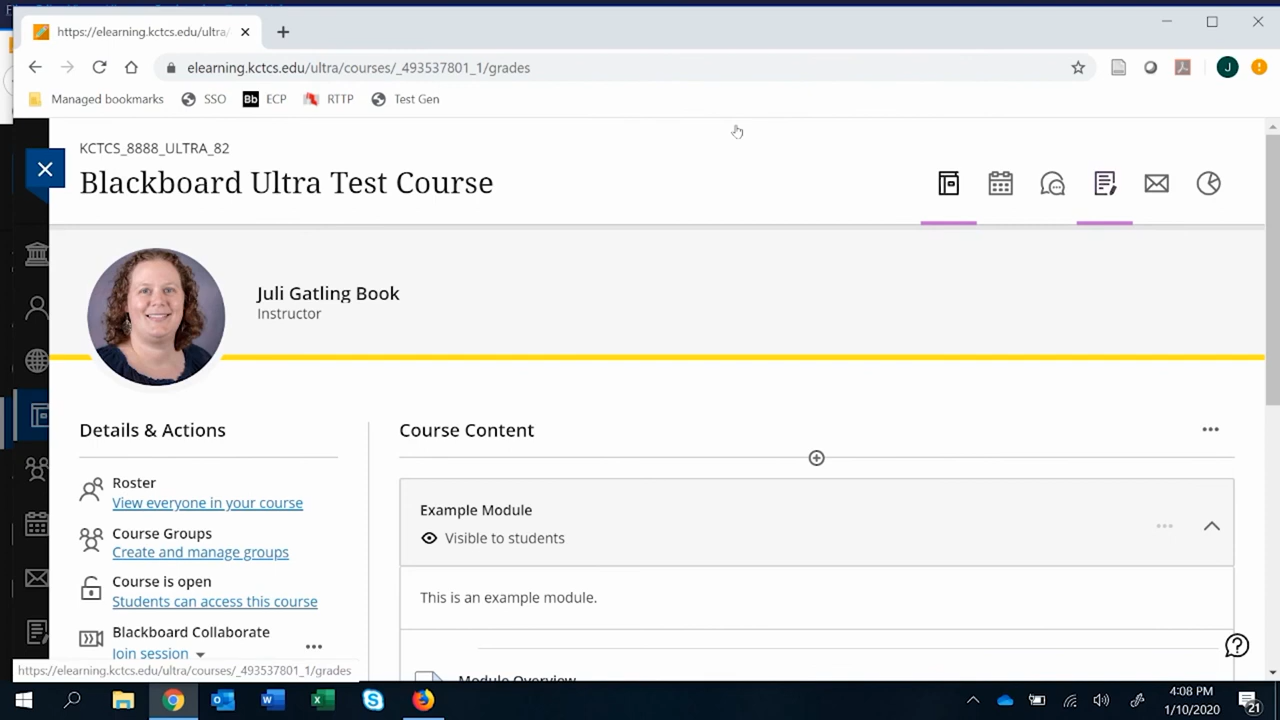 https://elearning.kctcs.edu/ultra/
elearning.kctcs.edu/ultra/courses/_493537801_1/grades
J
Managed bookmarks
SSO
Bb ECP
RTTP
Test Gen
KCTCS_8888_ULTRA_82
Blackboard Ultra Test Course
Juli Gatling Book
Instructor
Details & Actions
Course Content
Roster
View everyone in your course
Course Groups
Create and manage groups
Course is open
Students can access this course
Blackboard Collaborate
Join session
Example Module
Visible to students
This is an example module.
Module Overview
https://elearning.kctcs.edu/ultra/courses/_493537801_1/grades
4:08 PM
1/10/2020
21